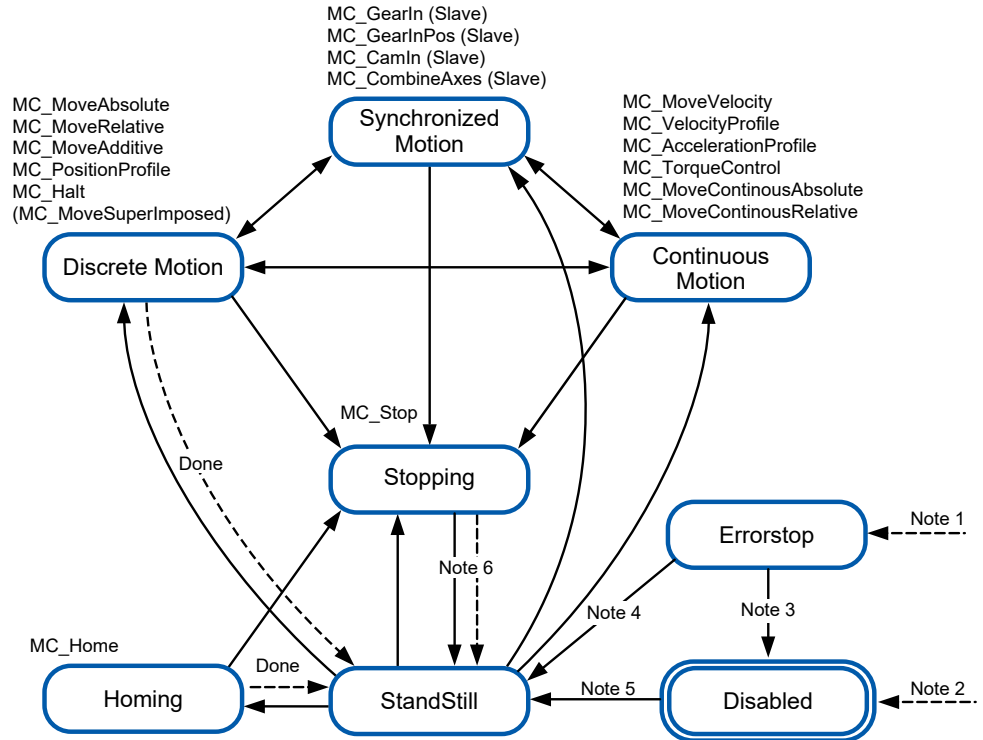 MC_GearIn (Slave)
MC_GearInPos (Slave)
MC_CamIn (Slave)
MC_CombineAxes (Slave)
MC_MoveAbsolute
MC_MoveRelative
MC_MoveAdditive
MC_PositionProfile
MC_Halt
(MC_MoveSuperImposed)
Synchronized
Motion
MC_MoveVelocity
MC_VelocityProfile
MC_AccelerationProfile
MC_TorqueControl
MC_MoveContinousAbsolute
MC_MoveContinousRelative
Discrete Motion
Continuous
Motion
MC_Stop
Done
Stopping
Errorstop
Note 1
Note 6
Note 4
Note 3
MC_Home
Done
Homing
StandStill
Note 5
Disabled
Note 2